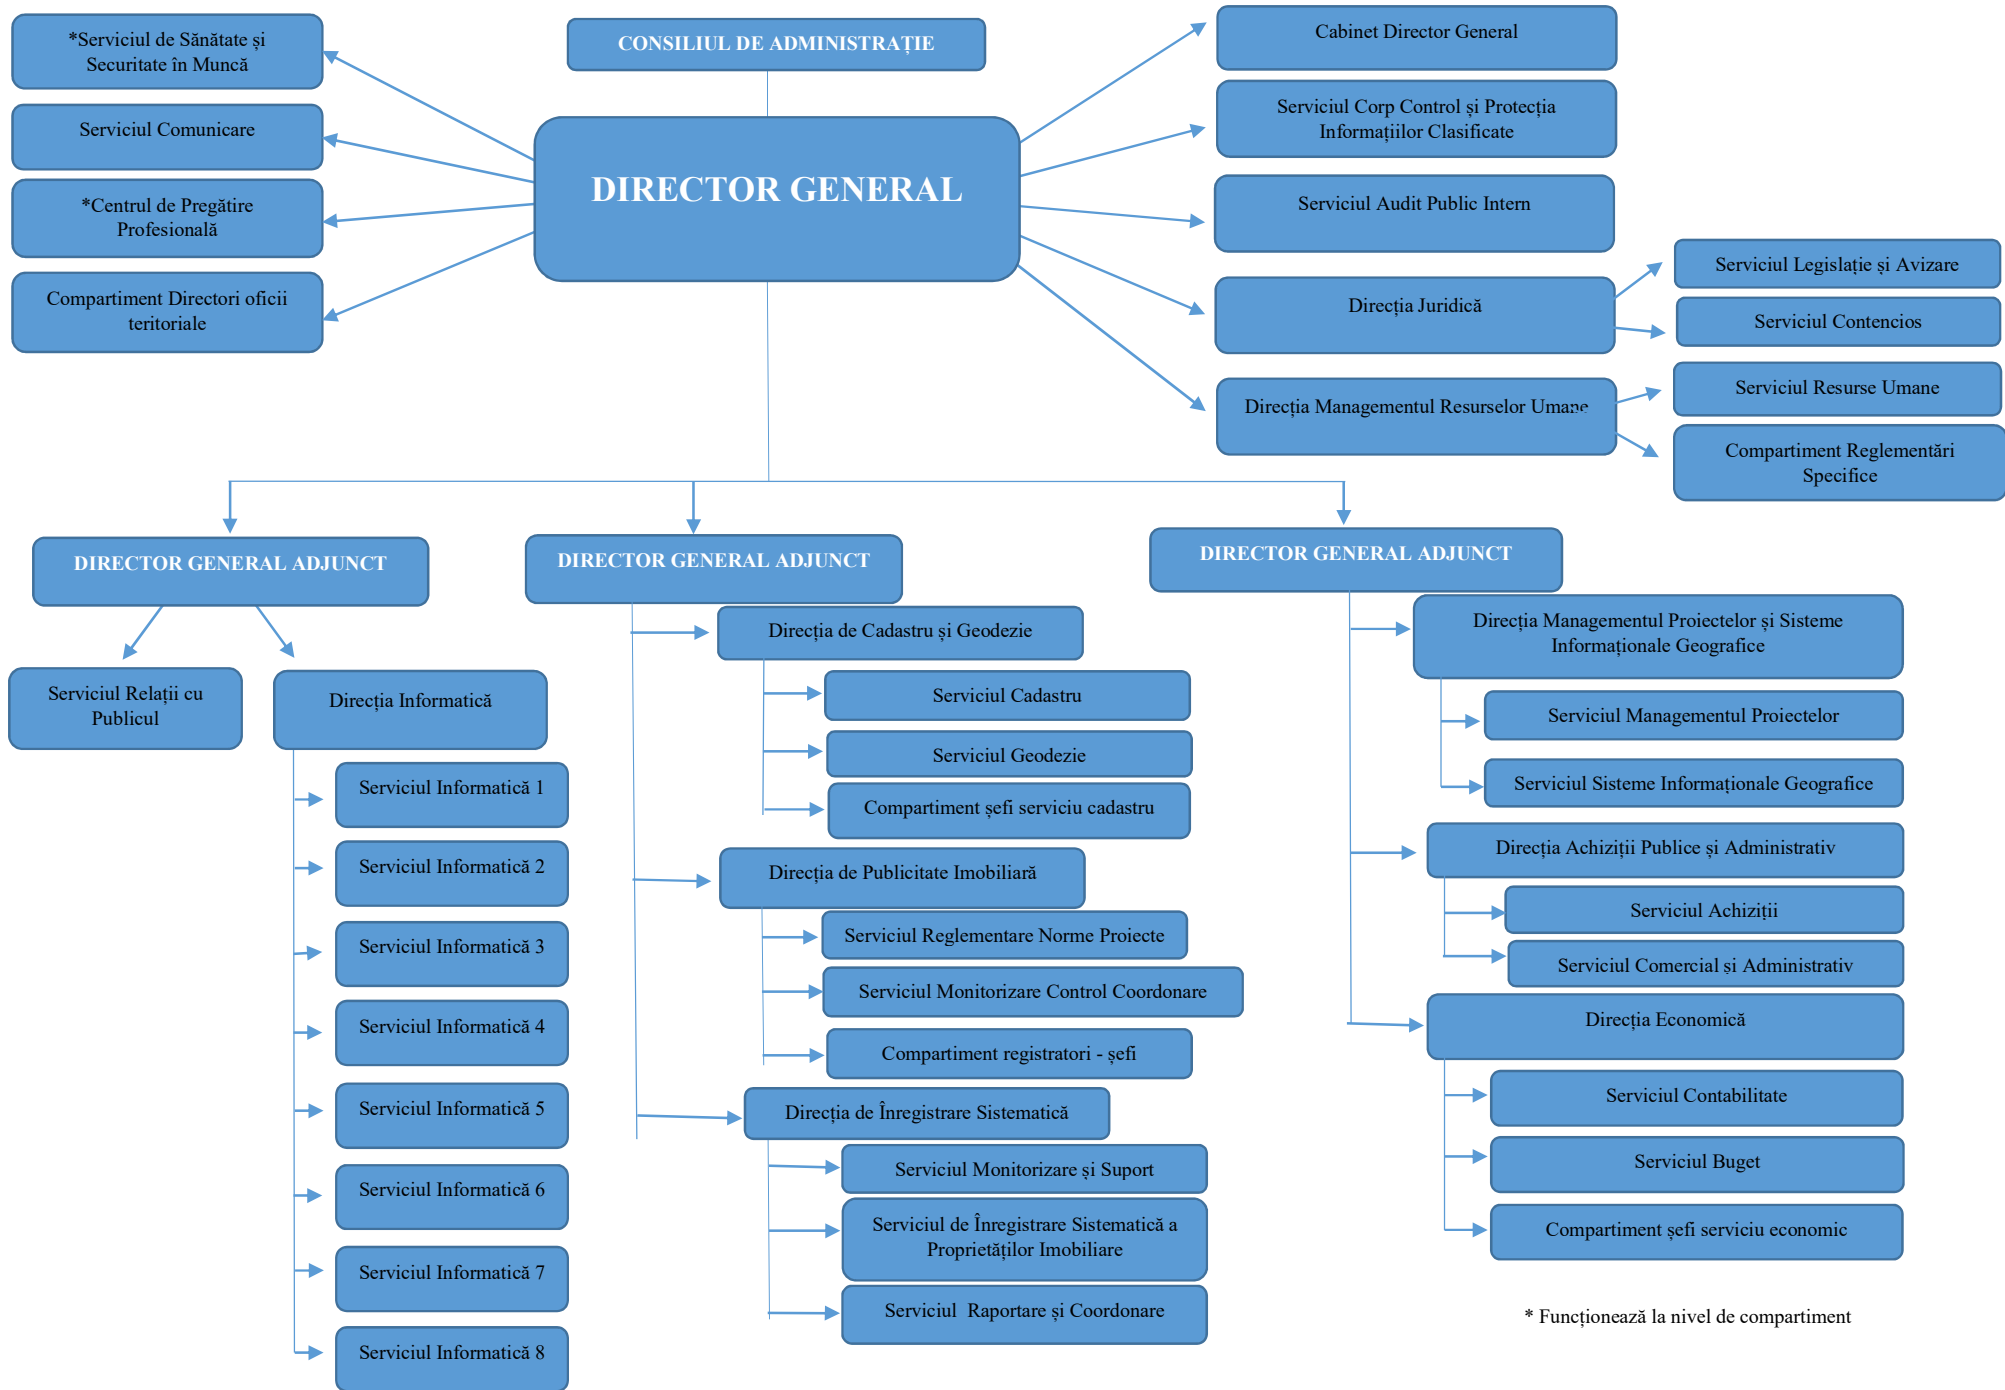 CONSILIUL DE ADMINISTRAȚIE
DIRECTOR GENERAL
*Serviciul de Sănătate și
Securitate în Muncă
Serviciul Comunicare
*Centrul de Pregătire
Profesională
Compartiment Directori oficii
teritoriale
Cabinet Director General
Serviciul Corp Control și Protecția
Informațiilor Clasificate
Serviciul Audit Public Intern
Direcția Juridică
Serviciul Legislație și Avizare
Serviciul Contencios
Direcția Managementul Resurselor Umane
Serviciul Resurse Umane
Compartiment Reglementări
Specifice
DIRECTOR GENERAL ADJUNCT
Serviciul Relații cu
Publicul
Direcția Informatică
Serviciul Informatică 1
Serviciul Informatică 2
Serviciul Informatică 3
Serviciul Informatică 4
Serviciul Informatică 5
Serviciul Informatică 6
Serviciul Informatică 7
Serviciul Informatică 8
DIRECTOR GENERAL ADJUNCT
Direcția de Cadastru și Geodezie
Serviciul Cadastru
Serviciul Geodezie
Compartiment șefi serviciu cadastru
Direcția de Publicitate Imobiliară
Serviciul Reglementare Norme Proiecte
Serviciul Monitorizare Control Coordonare
Compartiment registratori - șefi
Direcția de Înregistrare Sistematică
Serviciul Monitorizare și Suport
Serviciul de Înregistrare Sistematică a
Proprietăților Imobiliare
Serviciul  Raportare și Coordonare
DIRECTOR GENERAL ADJUNCT
Direcția Managementul Proiectelor și Sisteme
Informaționale Geografice
Serviciul Managementul Proiectelor
Serviciul Sisteme Informaționale Geografice
Direcția Achiziții Publice și Administrativ
Serviciul Achiziții
Serviciul Comercial și Administrativ
Direcția Economică
Serviciul Contabilitate
Serviciul Buget
Compartiment șefi serviciu economic
* Funcționează la nivel de compartiment